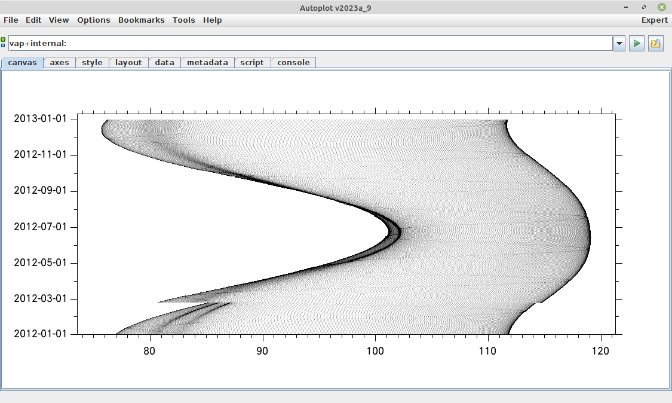 Autoplot v2023a_9
File Edit View Options Bookmarks Tools Help Expert
vap+internal:
canvas axes style layout data metadata script console
2013-01-01
2012-11-01
2012-09-01
2012-07-01
2012-05-01
2012-03-01
2012-01-01
80 90 100 110 120